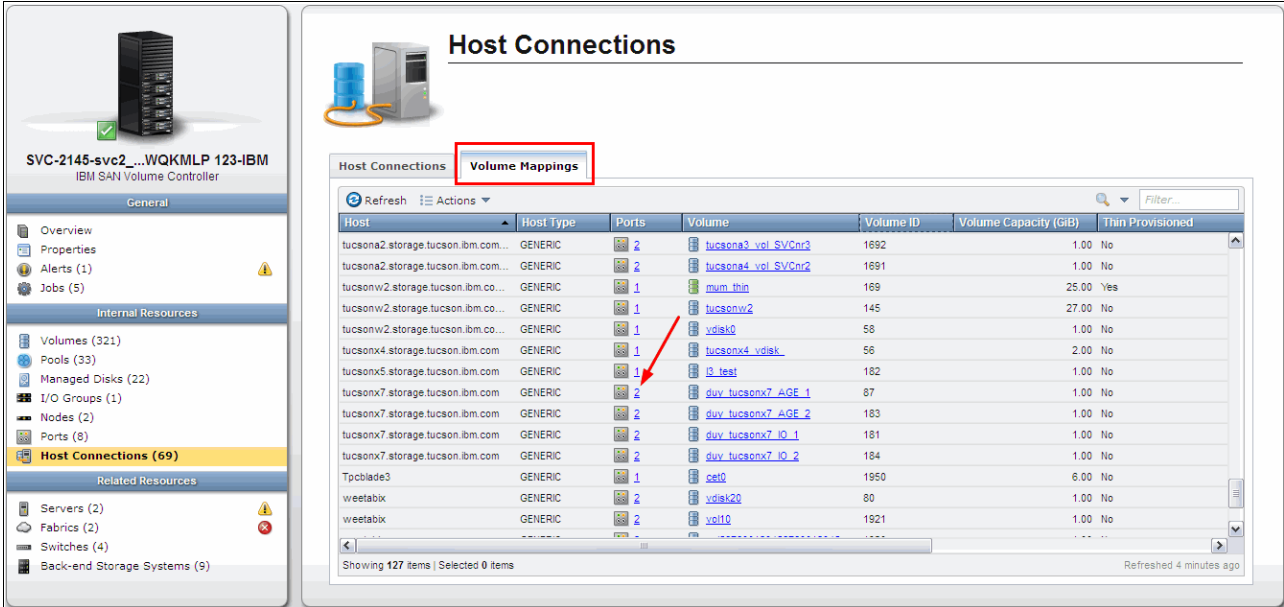 SVC-2145-svc2_...WQKMLP 123-IBM
IBM SAN Volume Controller
General
Overview
Properties
Alerts (1)
Jobs (5)
Internal Resources
Volumes (321)
Pools (33)
Managed Disks (22)
I/O Groups (1)
Nodes (2)
Ports (8)
Host Connections (69)
Related Resources
Servers (2)
Fabrics (2)
Switches (4)
Back-end Storage Systems (9)
Host Connections
Host Connections Volume Mappings
Refresh Actions Filter...
Host Host Type Ports Volume Volume ID Volume Capacity (GiB) Thin Provisioned
tucsona2.storage.tucson.ibm.com... GENERIC 2 tucsona3_vol_SVCnr3 1692 1.00 No
tucsona2.storage.tucson.ibm.com... GENERIC 2 tucsona4_vol_SVCnr2 1691 1.00 No
tucsonw2.storage.tucson.ibm.co... GENERIC 1 mum_thin 169 25.00 Yes
tucsonw2.storage.tucson.ibm.co... GENERIC 1 tucsonw2 145 27.00 No
tucsonw2.storage.tucson.ibm.co... GENERIC 1 vdisk0 58 1.00 No
tucsonx4.storage.tucson.ibm.com GENERIC 1 tucsonx4_vdisk_ 56 2.00 No
tucsonx5.storage.tucson.ibm.com GENERIC 1 l3_test 182 1.00 No
tucsonx7.storage.tucson.ibm.com GENERIC 2 duy_tucsonx7_AGE_1 87 1.00 No
tucsonx7.storage.tucson.ibm.com GENERIC 2 duy_tucsonx7_AGE_2 183 1.00 No
tucsonx7.storage.tucson.ibm.com GENERIC 2 duy_tucsonx7_IO_1 181 1.00 No
tucsonx7.storage.tucson.ibm.com GENERIC 2 duy_tucsonx7_IO_2 184 1.00 No
Tpcblade3 GENERIC 1 cet0 1950 6.00 No
weetabix GENERIC 2 vdisk20 80 1.00 No
weetabix GENERIC 2 vol10 1921 1.00 No
Showing 127 items | Selected 0 items Refreshed 4 minutes ago